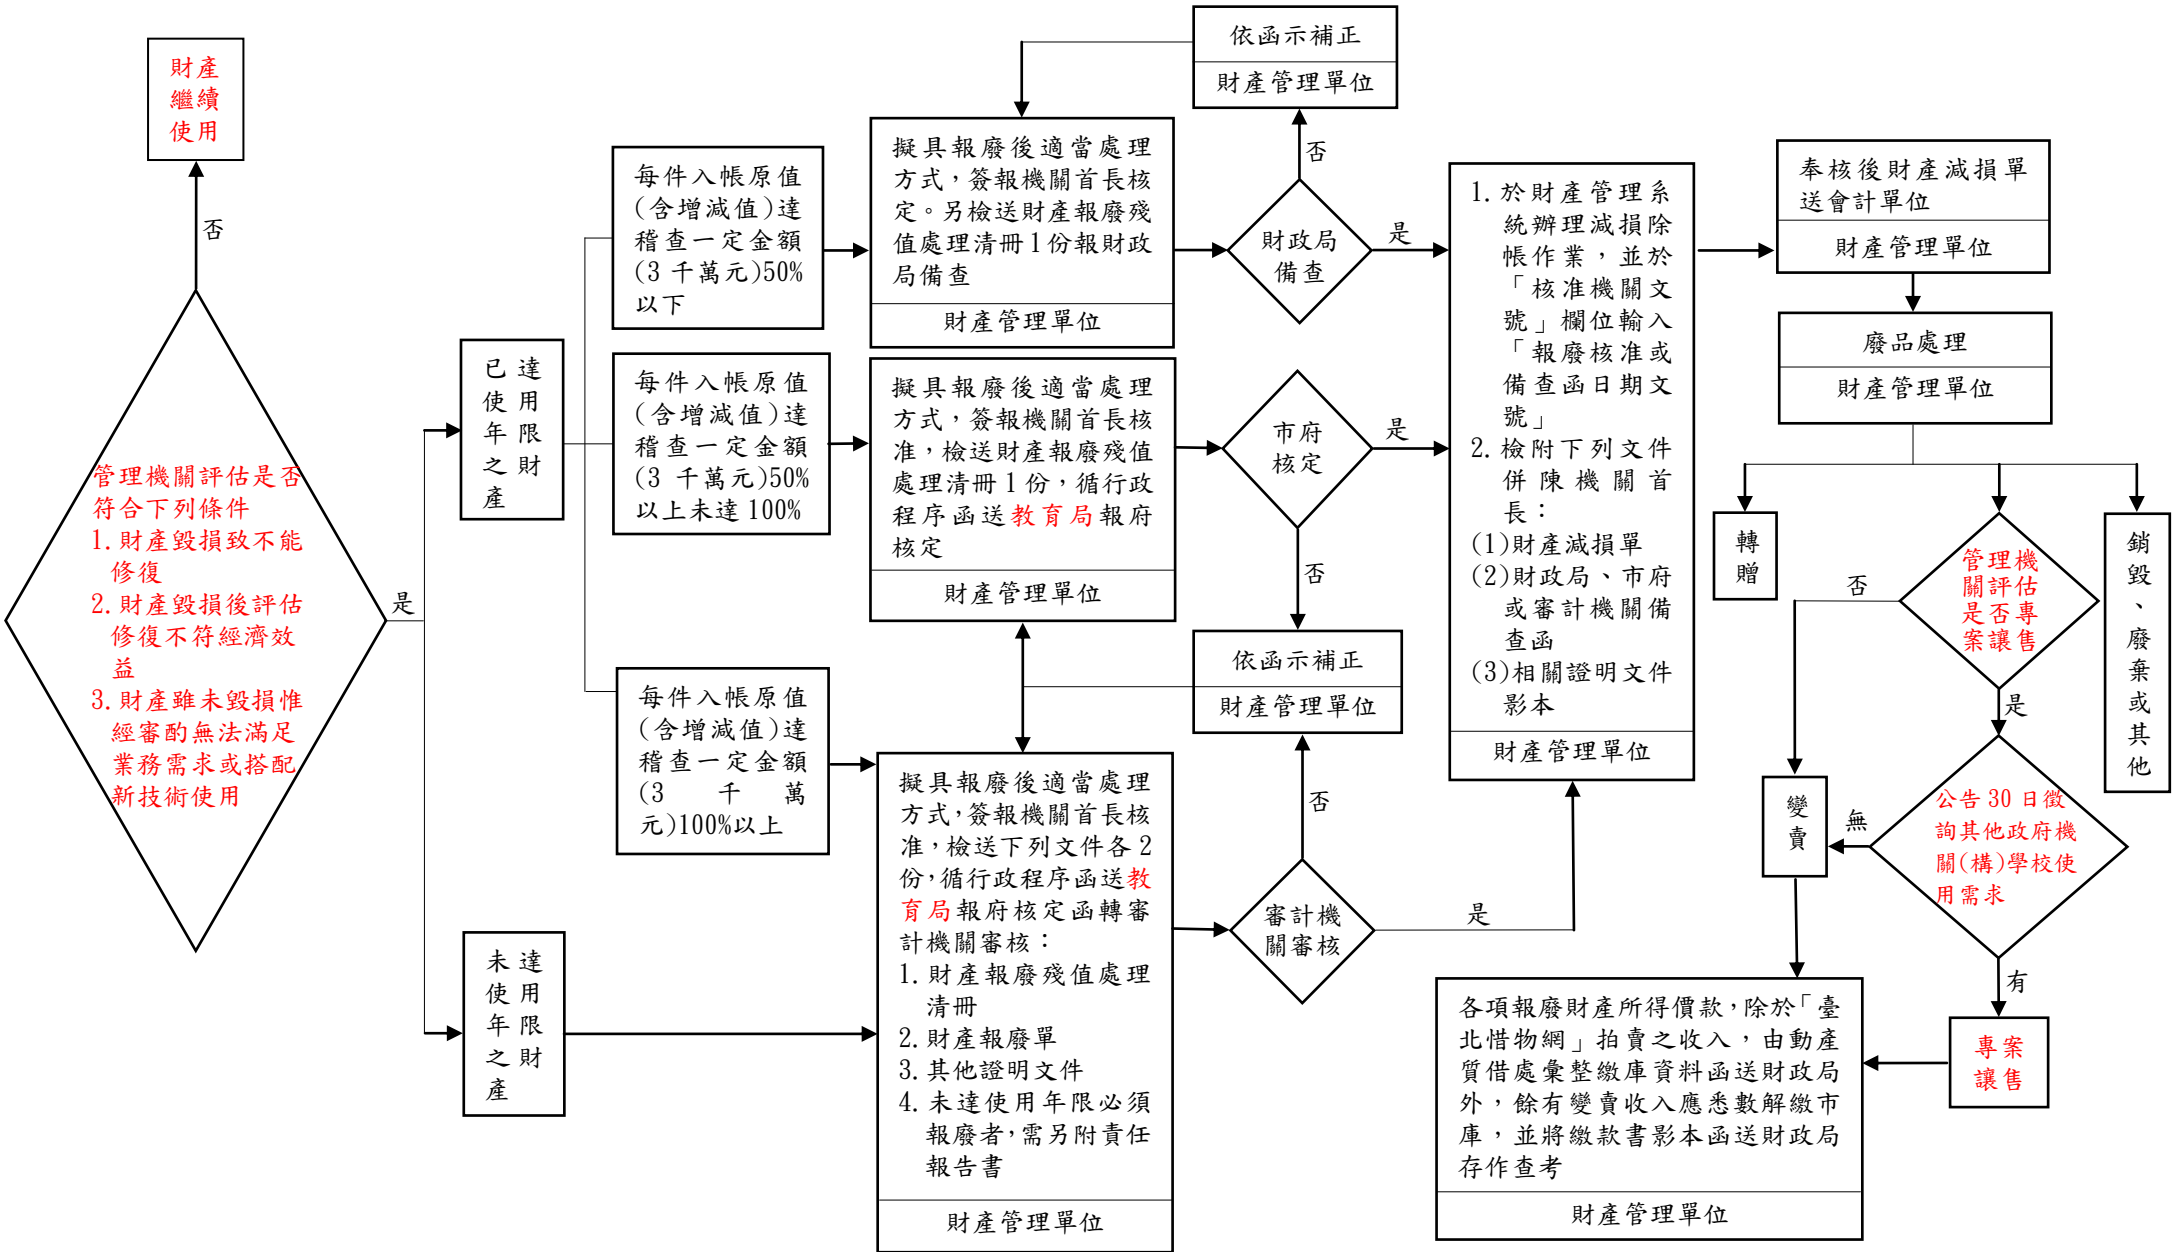 財產
繼續
使用
否
管理機關評估是否
符合下列條件
1.財產毀損致不能
修復
2.財產毀損後評估
修復不符經濟效
益
3.財產雖未毀損惟
經審酌無法滿足
業務需求或搭配
新技術使用
是
已達
使用
年限
之財
產
未達
使用
年限
之財
產
每件入帳原值
(含增減值)達
稽查一定金額
(3 千萬元)50%
以下
每件入帳原值
(含增減值)達
稽查一定金額
(3 千萬元)50%
以上未達 100%
每件入帳原值
(含增減值)達
稽查一定金額
(3 千 萬
元)100%以上
擬具報廢後適當處理
方式,簽報機關首長核
定。另檢送財產報廢殘
值處理清冊 1 份報財政
局備查
財產管理單位
擬具報廢後適當處理
方式,簽報機關首長核
准,檢送財產報廢殘值
處理清冊 1 份,循行政
程序函送教育局報府
核定
財產管理單位
擬具報廢後適當處理
方式,簽報機關首長核
准,檢送下列文件各 2
份,循行政程序函送教
育局報府核定函轉審
計機關審核:
1.財產報廢殘值處理
清冊
2.財產報廢單
3.其他證明文件
4.未達使用年限必須
報廢者,需另附責任
報告書
財產管理單位
依函示補正
財產管理單位
否
財政局
備查
是
市府
核定
是
否
依函示補正
財產管理單位
否
審計機
關審核
是
1.於財產管理系
統辦理減損除
帳作業,並於
「核准機關文
號」欄位輸入
「報廢核准或
備查函日期文
號」
2.檢附下列文件
併陳機關首
長:
(1)財產減損單
(2)財政局、市府
或審計機關備
查函
(3)相關證明文件
影本
財產管理單位
奉核後財產減損單
送會計單位
財產管理單位
廢品處理
財產管理單位
轉
贈
管理機
關評估
是否專
案讓售
否
是
銷
毀
、
廢
棄
或
其
他
變
賣
無
公告 30 日徵
詢其他政府機
關(構)學校使
用需求
有
專案
讓售
各項報廢財產所得價款,除於「臺
北惜物網」拍賣之收入,由動產
質借處彙整繳庫資料函送財政局
外,餘有變賣收入應悉數解繳市
庫,並將繳款書影本函送財政局
存作查考
財產管理單位